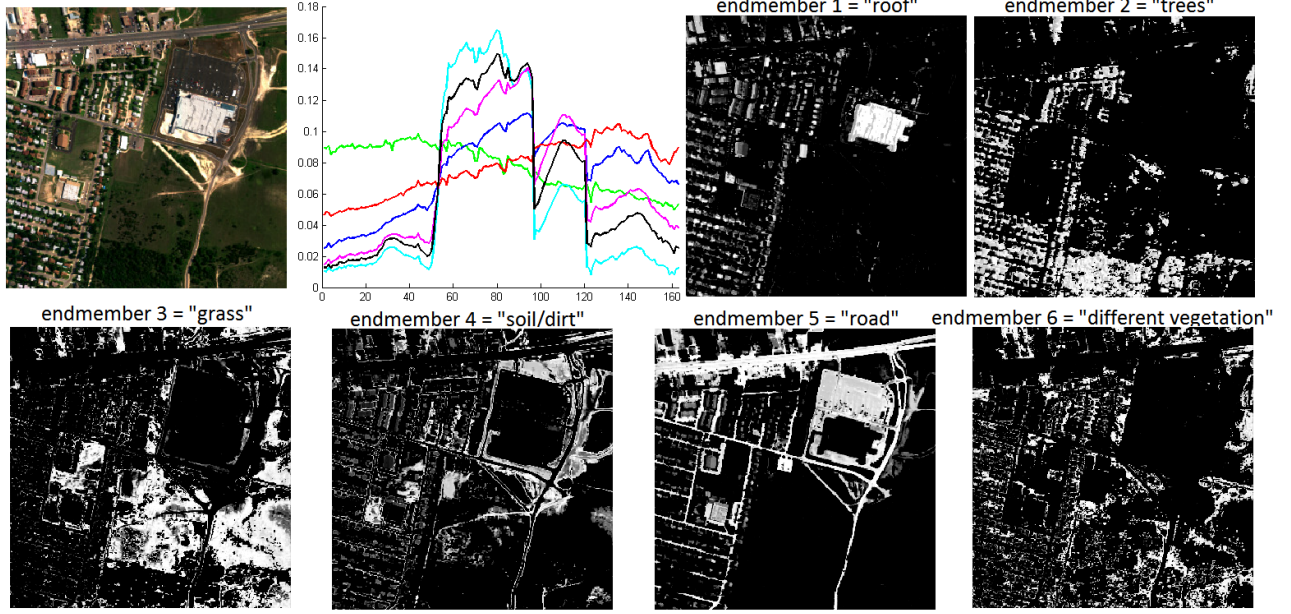 endmember 1 = "roof"
endmember 2 = "trees"
0.18
0.16
0.14
0.12
0.1
0.08
0.06
0.04
0.02
0
0 20 40 60 80 100 120 140 160
endmember 3 = "grass"
endmember 4 = "soil/dirt"
endmember 5 = "road"
endmember 6 = "different vegetation"